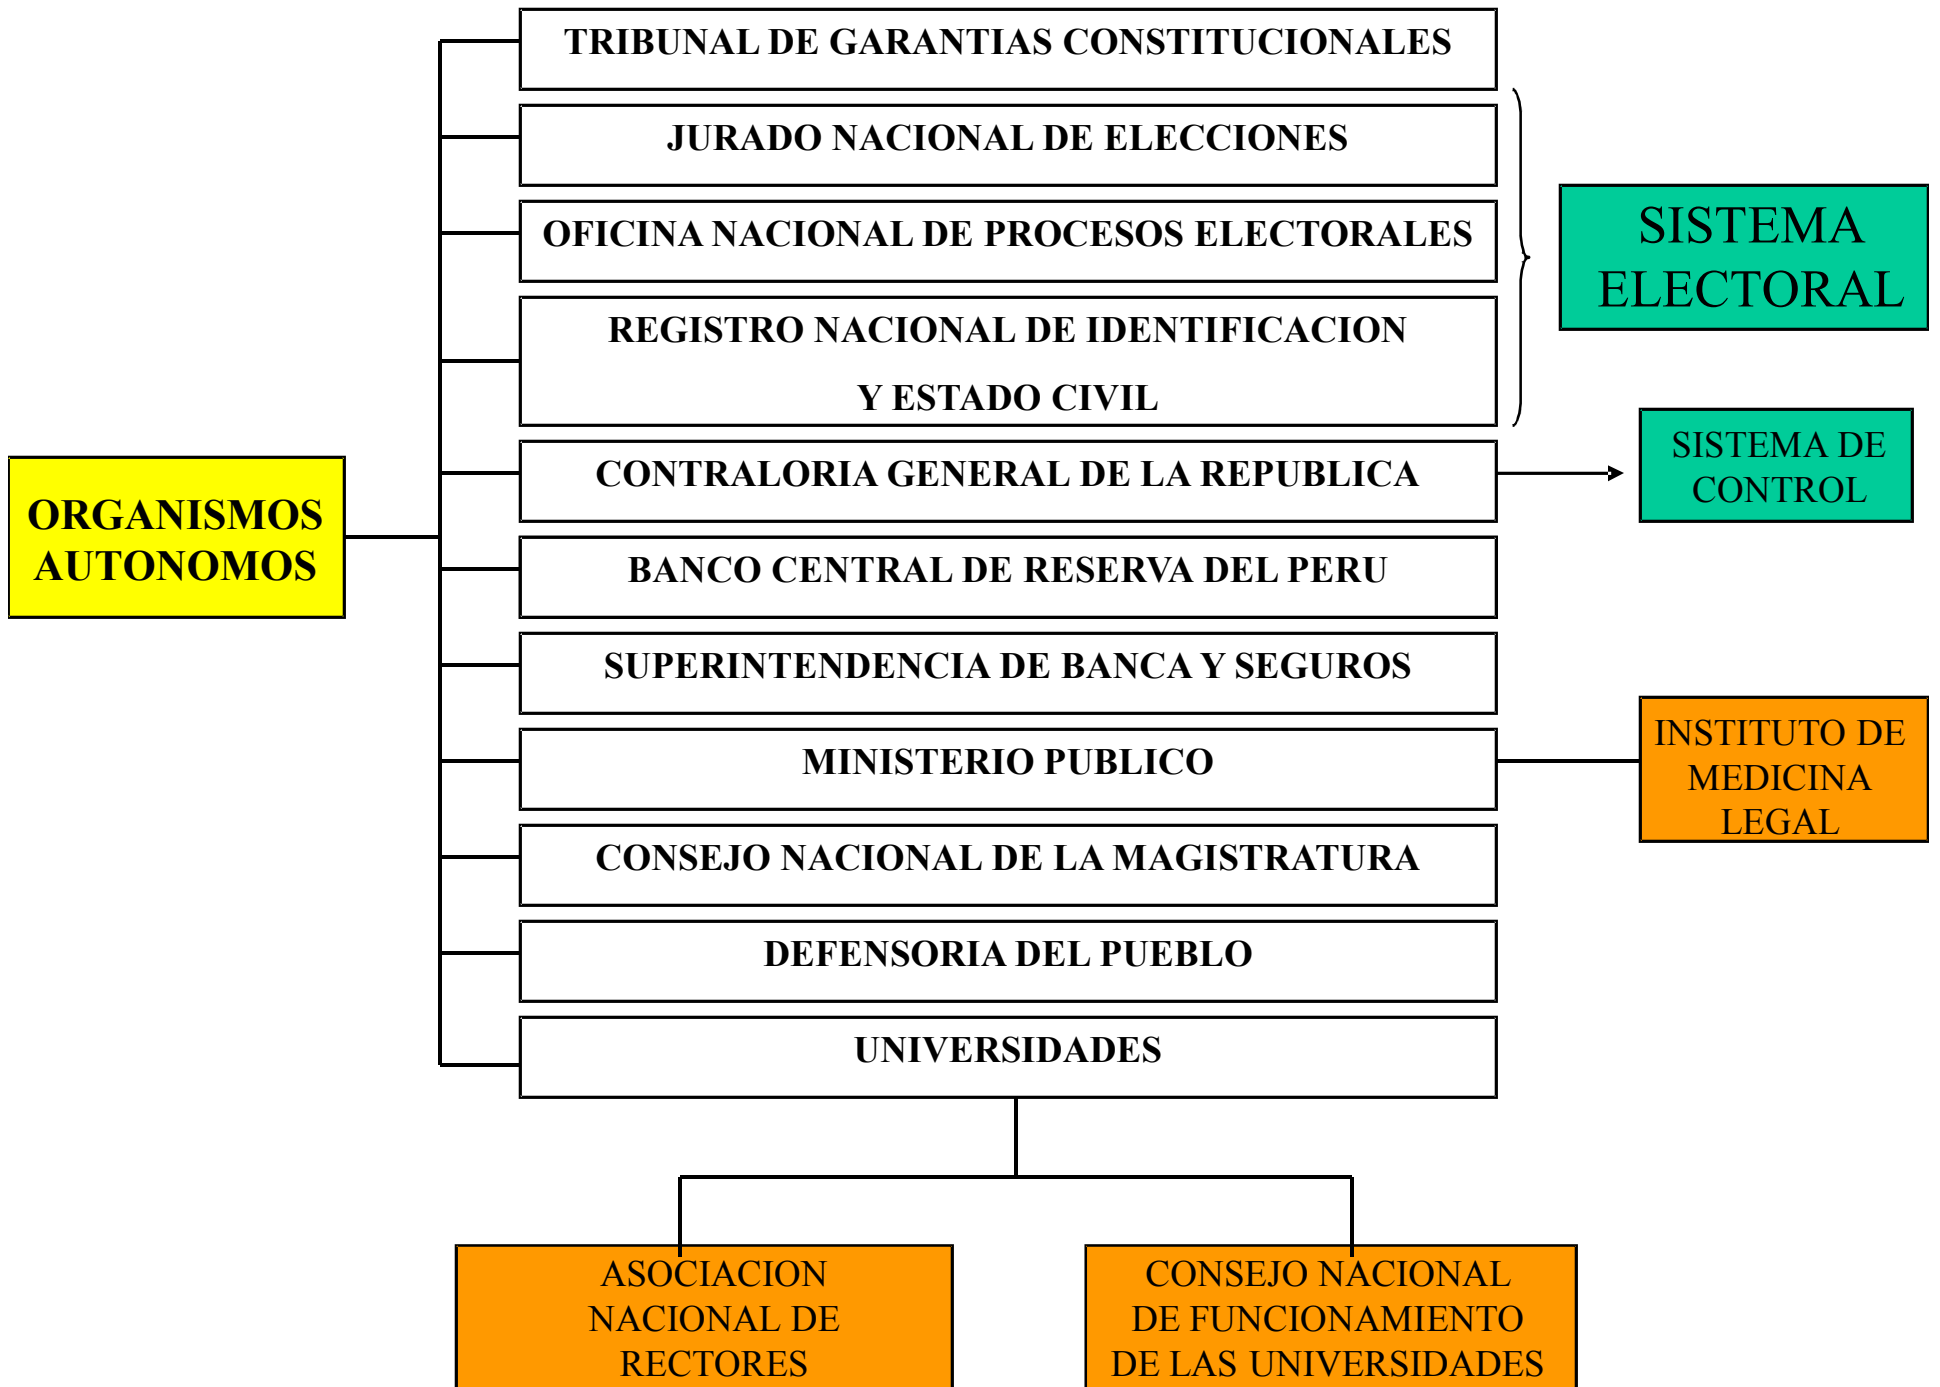 TRIBUNAL DE GARANTIAS CONSTITUCIONALES
JURADO NACIONAL DE ELECCIONES
OFICINA NACIONAL DE PROCESOS ELECTORALES
REGISTRO NACIONAL DE IDENTIFICACION
Y ESTADO CIVIL
SISTEMA
ELECTORAL
CONTRALORIA GENERAL DE LA REPUBLICA
SISTEMA DE
CONTROL
ORGANISMOS
AUTONOMOS
BANCO CENTRAL DE RESERVA DEL PERU
SUPERINTENDENCIA DE BANCA Y SEGUROS
MINISTERIO PUBLICO
INSTITUTO DE
MEDICINA
LEGAL
CONSEJO NACIONAL DE LA MAGISTRATURA
DEFENSORIA DEL PUEBLO
UNIVERSIDADES
ASOCIACION
NACIONAL DE
RECTORES
CONSEJO NACIONAL
DE FUNCIONAMIENTO
DE LAS UNIVERSIDADES